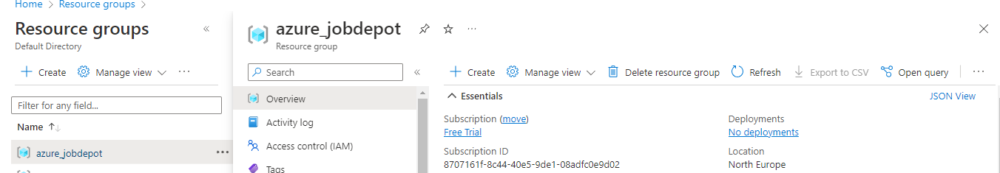 Home > Resource groups >
Resource groups «
Default Directory
+ Create Manage view ...
Filter for any field...
Name ↑↓
azure_jobdepot ...
azure_jobdepot ...
Resource group
Search «
Overview
Activity log
Access control (IAM)
Tags
+ Create Manage view Delete resource group Refresh Export to CSV Open query ...
Essentials JSON View
Subscription (move) Deployments
Free Trial No deployments
Subscription ID Location
8707161f-8c44-40e5-9de1-08adfc0e9d02 North Europe